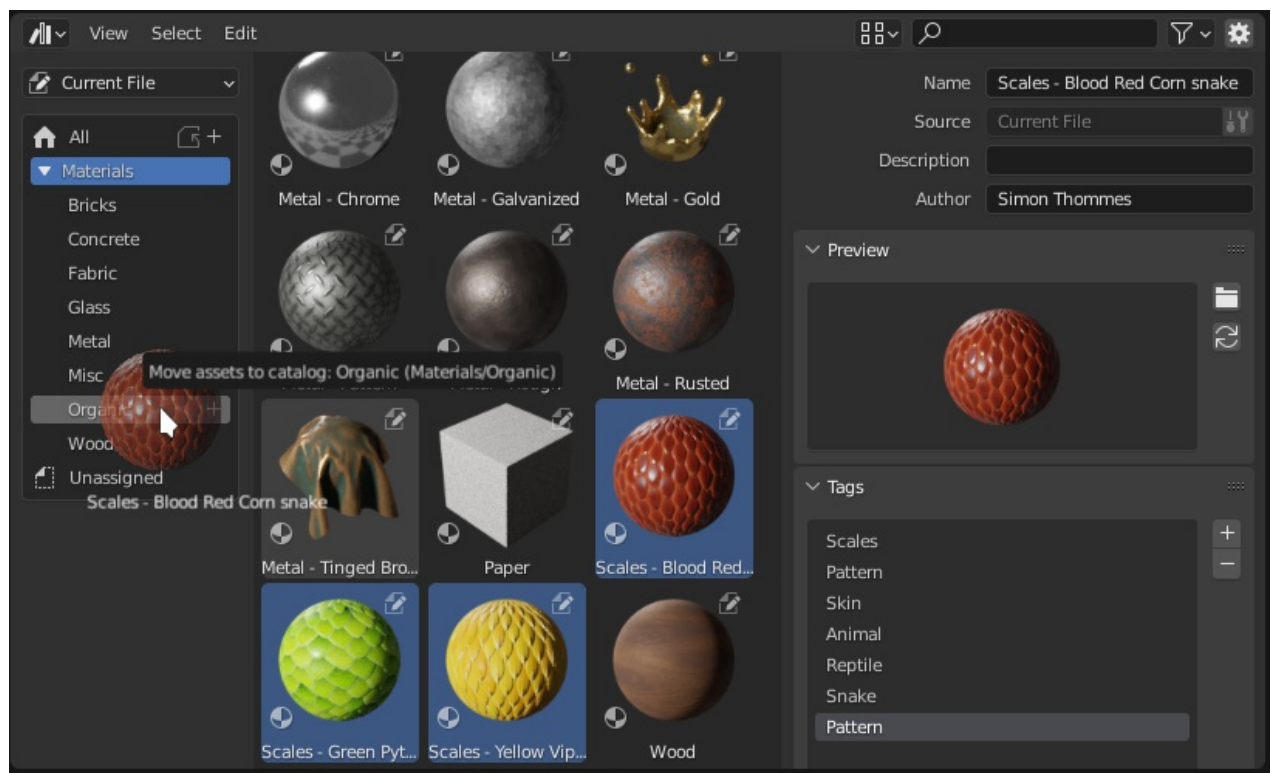 View Select Edit
Current File
All
Materials
Bricks
Concrete
Fabric
Glass
Metal
Misc
Wood
Unassigned
Scales - Blood Red Corn snake
Move assets to catalog: Organic (Materials/Organic)
Metal - Chrome
Metal - Galvanized
Metal - Gold
Metal - Rusted
Metal - Tinged Bro...
Paper
Scales - Blood Red...
Scales - Green Pyt...
Scales - Yellow Vip...
Wood
Name Scales - Blood Red Corn snake
Source Current File
Description
Author Simon Thommes
Preview
Tags
Scales
Pattern
Skin
Animal
Reptile
Snake
Pattern